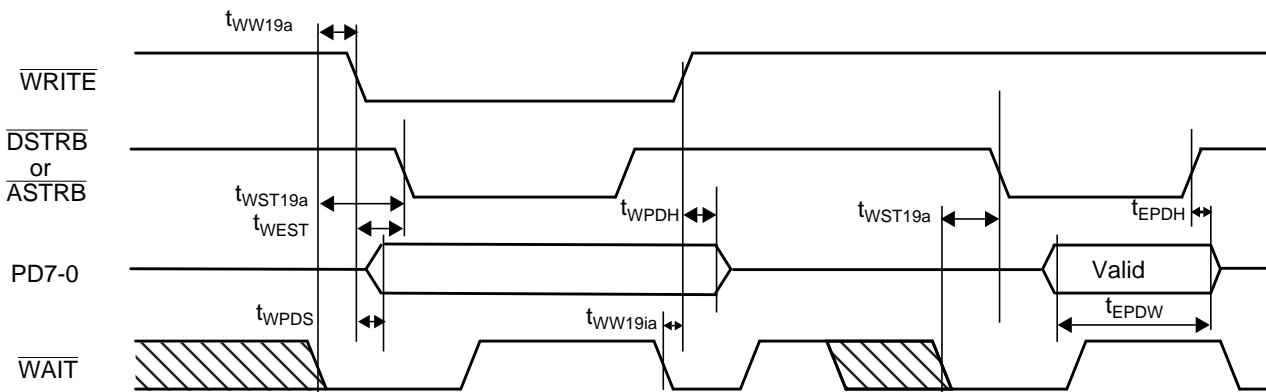 tWW19a
WRITE
DSTRB
or
ASTRB
tWST19a
tWEST
tWPDH
tWST19a
tEPDH
PD7-0
Valid
tWPDS
tWW19ia
tEPDW
WAIT